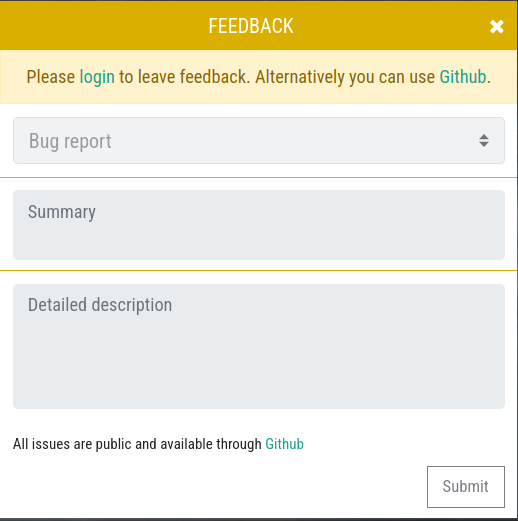 FEEDBACK
Please login to leave feedback. Alternatively you can use Github.
Bug report
Summary
Detailed description
All issues are public and available through Github
Submit